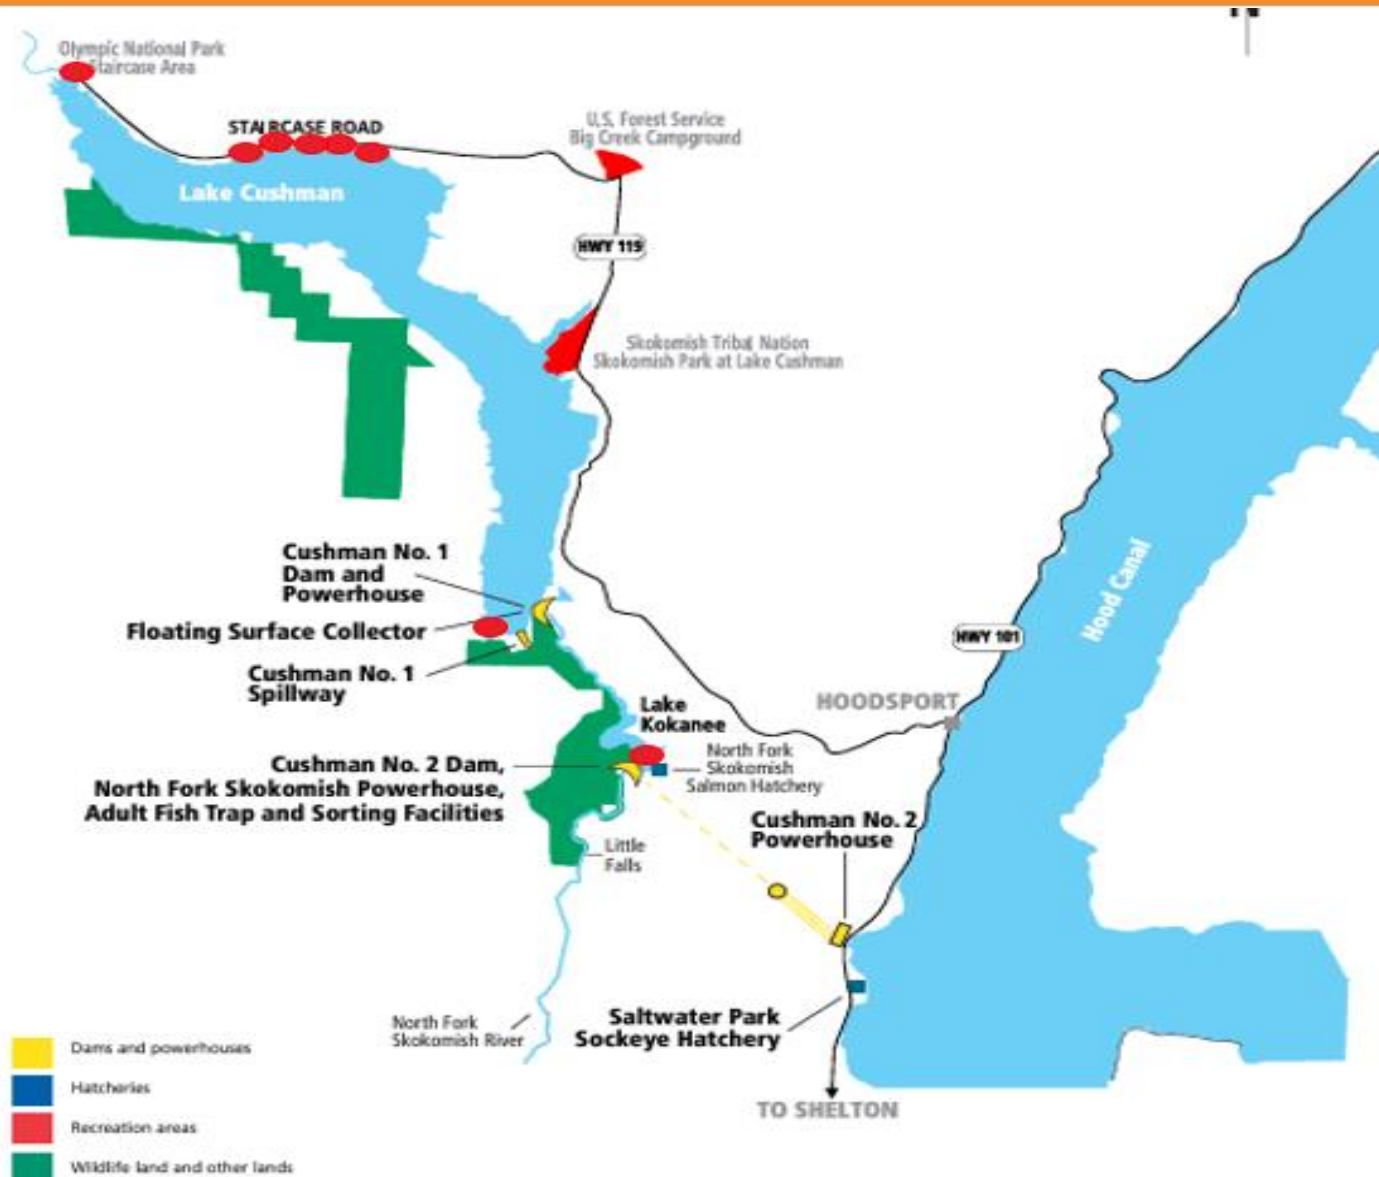 N
Olympic National Park
Staircase Area
STAIRCASE ROAD
U.S. Forest Service
Big Creek Campground
Lake Cushman
HWY 119
Skokomish Tribal Nation
Skokomish Park at Lake Cushman
Cushman No. 1
Dam and
Powerhouse
Floating Surface Collector
Cushman No. 1
Spillway
Hood Canal
HWY 101
HOODSPORT
Lake
Kokanee
North Fork
Skokomish
Salmon Hatchery
Cushman No. 2 Dam,
North Fork Skokomish Powerhouse,
Adult Fish Trap and Sorting Facilities
Cushman No. 2
Powerhouse
Little
Falls
North Fork
Skokomish River
Saltwater Park
Sockeye Hatchery
TO SHELTON
Dams and powerhouses
Hatcheries
Recreation areas
Wildlife land and other lands